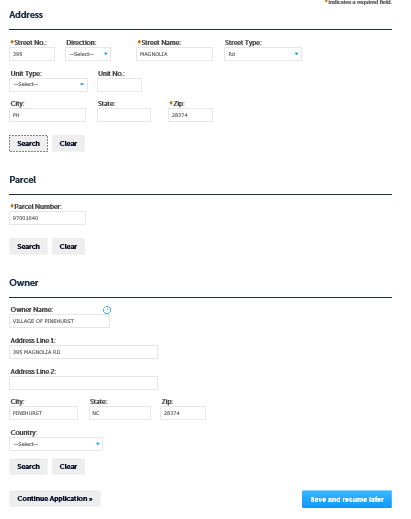 *indicates a required field.
Address
*Street No.: Direction: *Street Name: Street Type:
395 --Select-- MAGNOLIA Rd
Unit Type: Unit No.:
--Select--
City: State: *Zip:
PH 28374
Search Clear
Parcel
*Parcel Number:
97001040
Search Clear
Owner
Owner Name:
VILLAGE OF PINEHURST
Address Line 1:
395 MAGNOLIA RD
Address Line 2:
City: State: Zip:
PINEHURST NC 28374
Country:
--Select--
Search Clear
Continue Application » Save and resume later